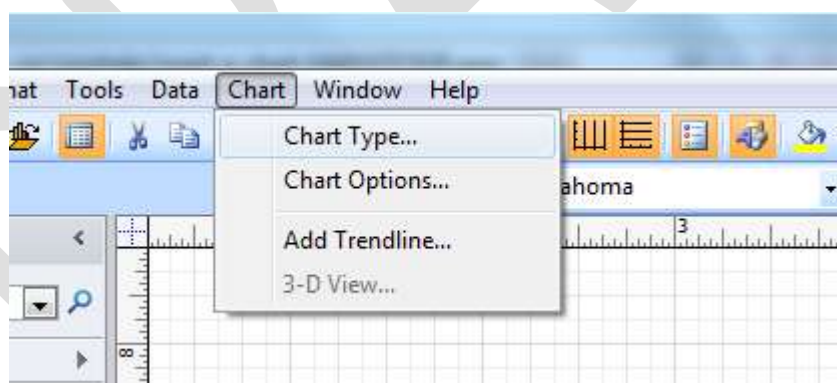 nat Tools Data Chart Window Help
Chart Type...
ahoma
Chart Options...
Add Trendline...
3
3-D View...
8